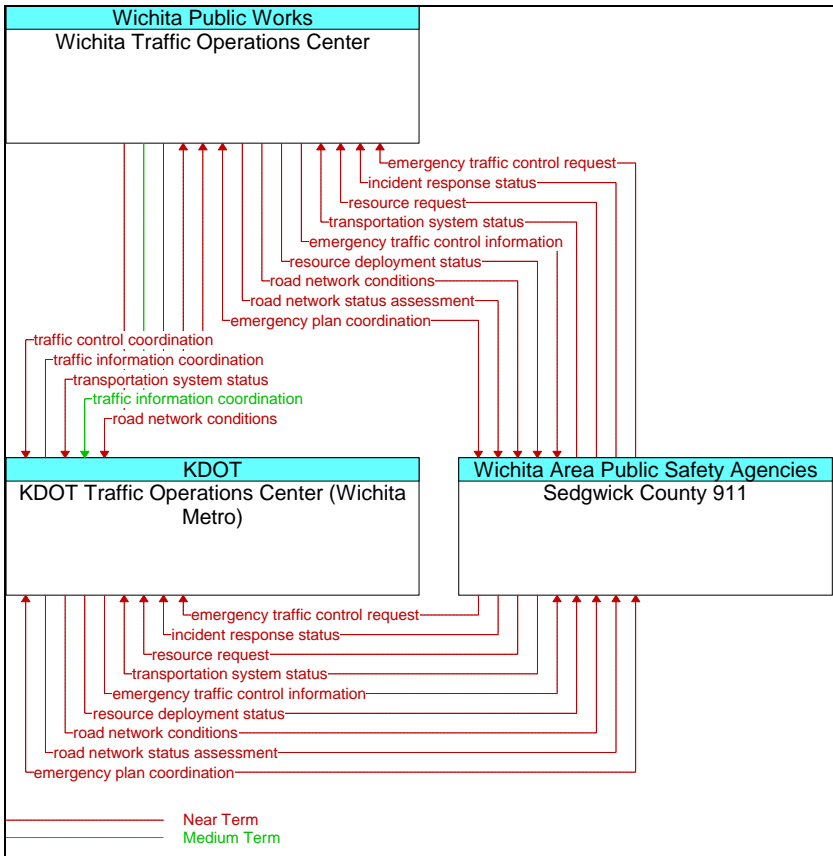 Wichita Public Works
Wichita Traffic Operations Center
emergency traffic control request
incident response status
resource request
transportation system status
emergency traffic control information
resource deployment status
road network conditions
road network status assessment
emergency plan coordination
traffic control coordination
traffic information coordination
transportation system status
traffic information coordination
road network conditions
KDOT
KDOT Traffic Operations Center (Wichita
Metro)
Wichita Area Public Safety Agencies
Sedgwick County 911
emergency traffic control request
incident response status
resource request
transportation system status
emergency traffic control information
resource deployment status
road network conditions
road network status assessment
emergency plan coordination
Near Term
Medium Term